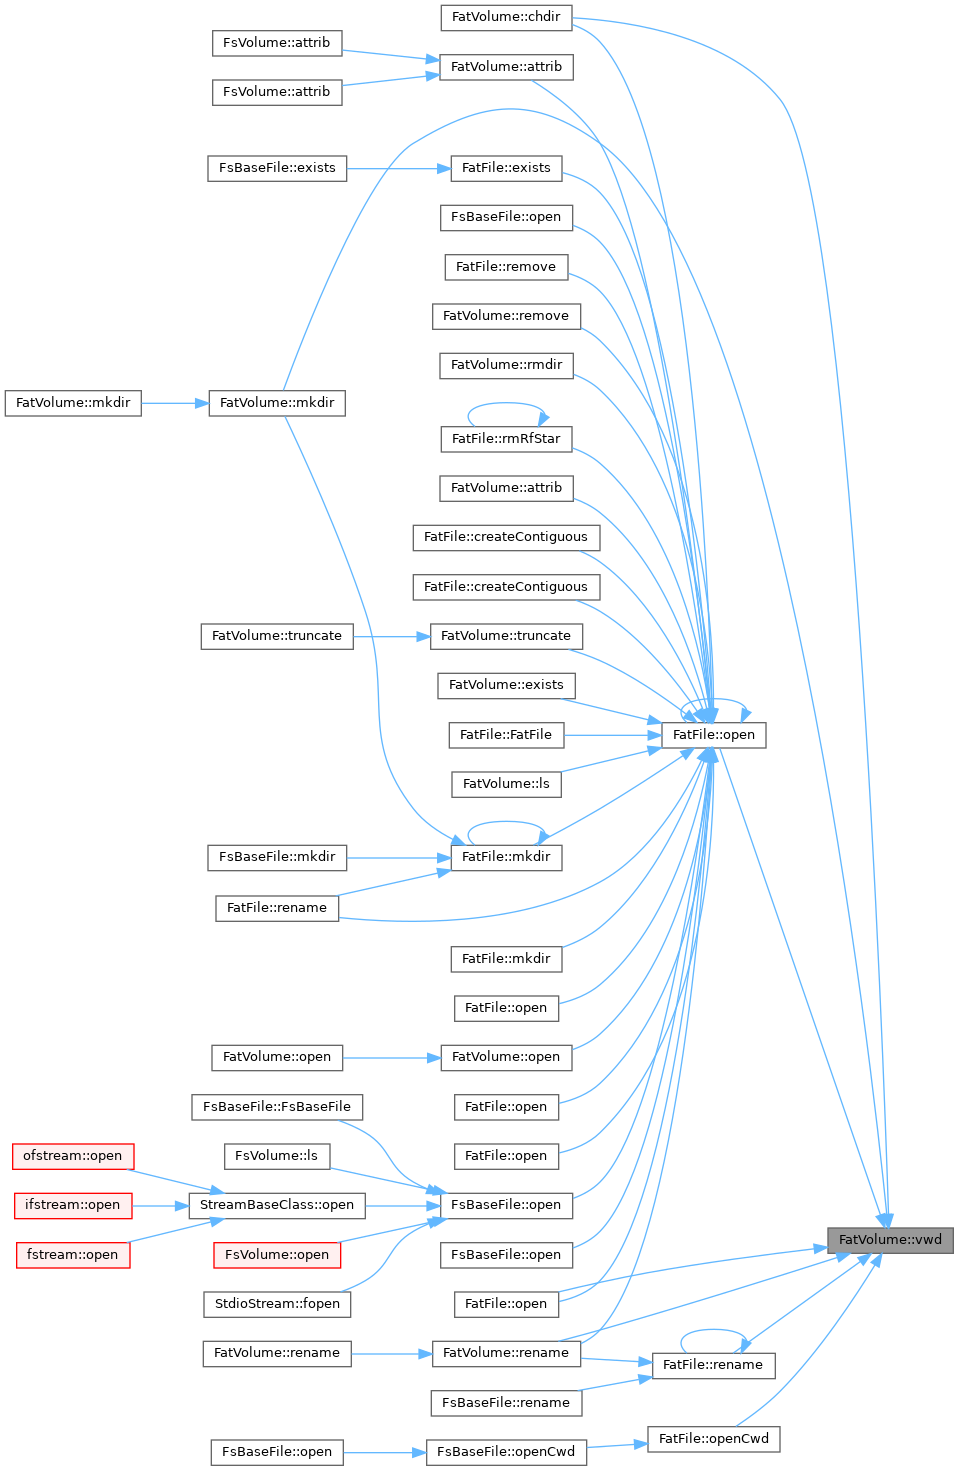 FatVolume::chdir
FsVolume::attrib
FatVolume::attrib
FsVolume::attrib
FsBaseFile::exists
FatFile::exists
FsBaseFile::open
FatFile::remove
FatVolume::remove
FatVolume::rmdir
FatVolume::mkdir
FatVolume::mkdir
FatFile::rmRfStar
FatVolume::attrib
FatFile::createContiguous
FatFile::createContiguous
FatVolume::truncate
FatVolume::truncate
FatVolume::exists
FatFile::FatFile
FatFile::open
FatVolume::ls
FsBaseFile::mkdir
FatFile::mkdir
FatFile::rename
FatFile::mkdir
FatFile::open
FatVolume::open
FatVolume::open
FsBaseFile::FsBaseFile
FatFile::open
ofstream::open
FsVolume::ls
FatFile::open
ifstream::open
StreamBaseClass::open
FsBaseFile::open
fstream::open
FsVolume::open
FsBaseFile::open
FatVolume::vwd
StdioStream::fopen
FatFile::open
FatVolume::rename
FatVolume::rename
FatFile::rename
FsBaseFile::rename
FsBaseFile::open
FsBaseFile::openCwd
FatFile::openCwd